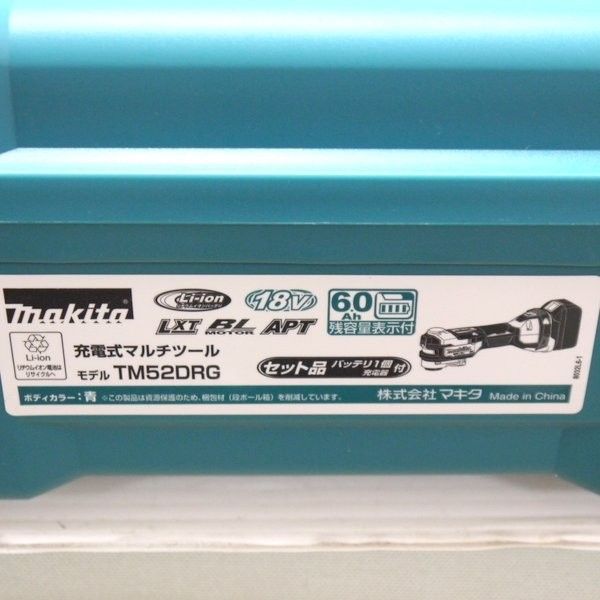 makita
Li-ion
18V
6.0
Ah
残容量表示付
LXT BL MOTOR APT
Li-ion
リチウムイオン電池は
リサイクルへ
充電式マルチツール
モデル TM52DRG
セット品 バッテリ1個
充電器 付
ボディカラー：青 ※この製品は資源保護のため、梱包材（段ボール箱）を削減しています。
株式会社マキタ Made in China